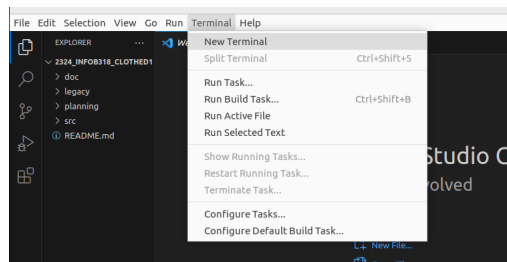 File Edit Selection View Go Run Terminal Help
EXPLORER ...
We
2324_INFOB318_CLOTHED1
doc
legacy
planning
src
README.md
New Terminal
Split Terminal Ctrl+Shift+5
Run Task...
Run Build Task... Ctrl+Shift+B
Run Active File
Run Selected Text
Show Running Tasks...
Restart Running Task...
Terminate Task...
Configure Tasks...
Configure Default Build Task...
Studio C
volved
New File...